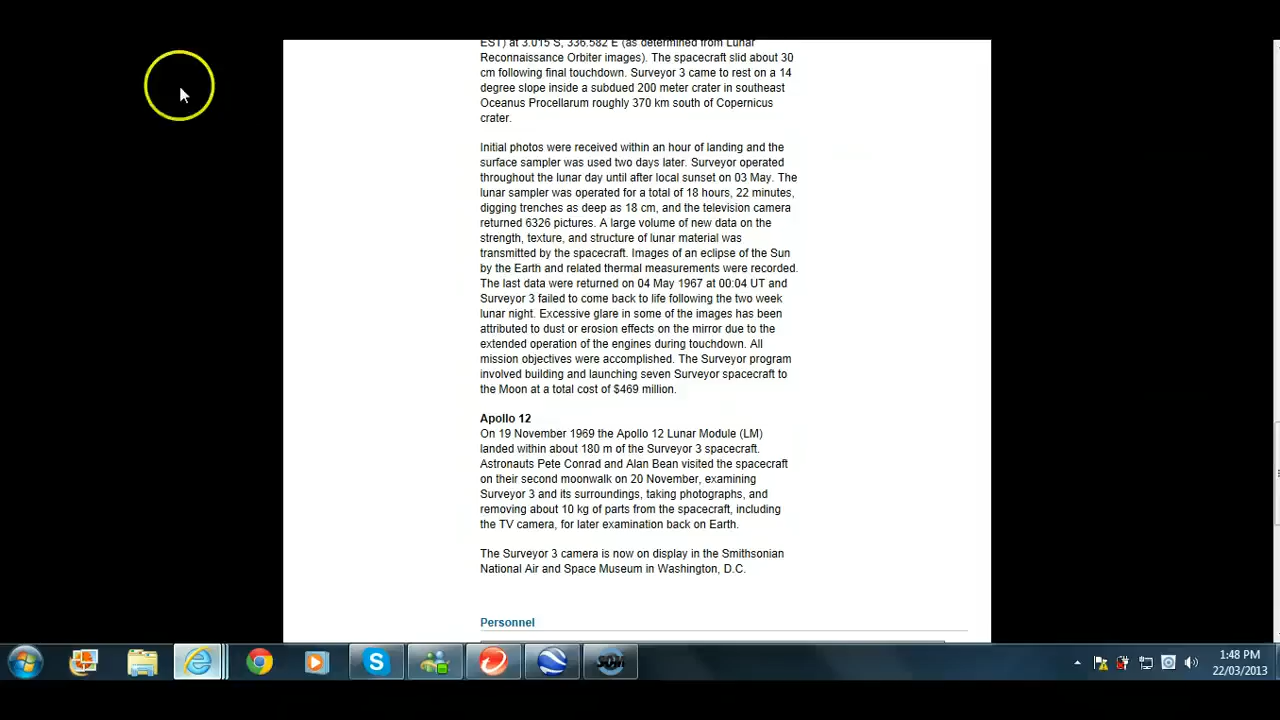 EST) at 3.015 S, 336.582 E (as determined from Lunar
Reconnaissance Orbiter images). The spacecraft slid about 30
cm following final touchdown. Surveyor 3 came to rest on a 14
degree slope inside a subdued 200 meter crater in southeast
Oceanus Procellarum roughly 370 km south of Copernicus
crater.
Initial photos were received within an hour of landing and the
surface sampler was used two days later. Surveyor operated
throughout the lunar day until after local sunset on 03 May. The
lunar sampler was operated for a total of 18 hours, 22 minutes,
digging trenches as deep as 18 cm, and the television camera
returned 6326 pictures. A large volume of new data on the
strength, texture, and structure of lunar material was
transmitted by the spacecraft. Images of an eclipse of the Sun
by the Earth and related thermal measurements were recorded.
The last data were returned on 04 May 1967 at 00:04 UT and
Surveyor 3 failed to come back to life following the two week
lunar night. Excessive glare in some of the images has been
attributed to dust or erosion effects on the mirror due to the
extended operation of the engines during touchdown. All
mission objectives were accomplished. The Surveyor program
involved building and launching seven Surveyor spacecraft to
the Moon at a total cost of $469 million.
Apollo 12
On 19 November 1969 the Apollo 12 Lunar Module (LM)
landed within about 180 m of the Surveyor 3 spacecraft.
Astronauts Pete Conrad and Alan Bean visited the spacecraft
on their second moonwalk on 20 November, examining
Surveyor 3 and its surroundings, taking photographs, and
removing about 10 kg of parts from the spacecraft, including
the TV camera, for later examination back on Earth.
The Surveyor 3 camera is now on display in the Smithsonian
National Air and Space Museum in Washington, D.C.
Personnel
1:48 PM
22/03/2013